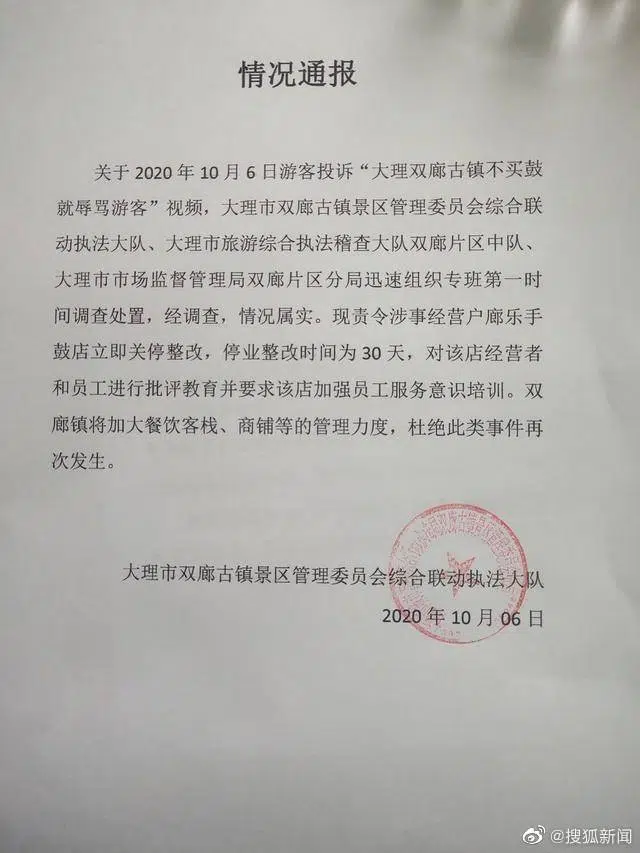 情况通报
关于 2020 年 10 月 6 日游客投诉“大理双廊古镇不买鼓
就辱骂游客”视频，大理市双廊古镇景区管理委员会综合联
动执法大队、大理市旅游综合执法稽查大队双廊片区中队、
大理市市场监督管理局双廊片区分局迅速组织专班第一时
间调查处置，经调查，情况属实。现责令涉事经营户廊乐手
鼓店立即关停整改，停业整改时间为 30 天，对该店经营者
和员工进行批评教育并要求该店加强员工服务意识培训。双
廊镇将加大餐饮客栈、商铺等的管理力度，杜绝此类事件再
次发生。
大理市双廊古镇景区管理委员会综合联动执法大队
2020 年 10 月 06 日
@搜狐新闻